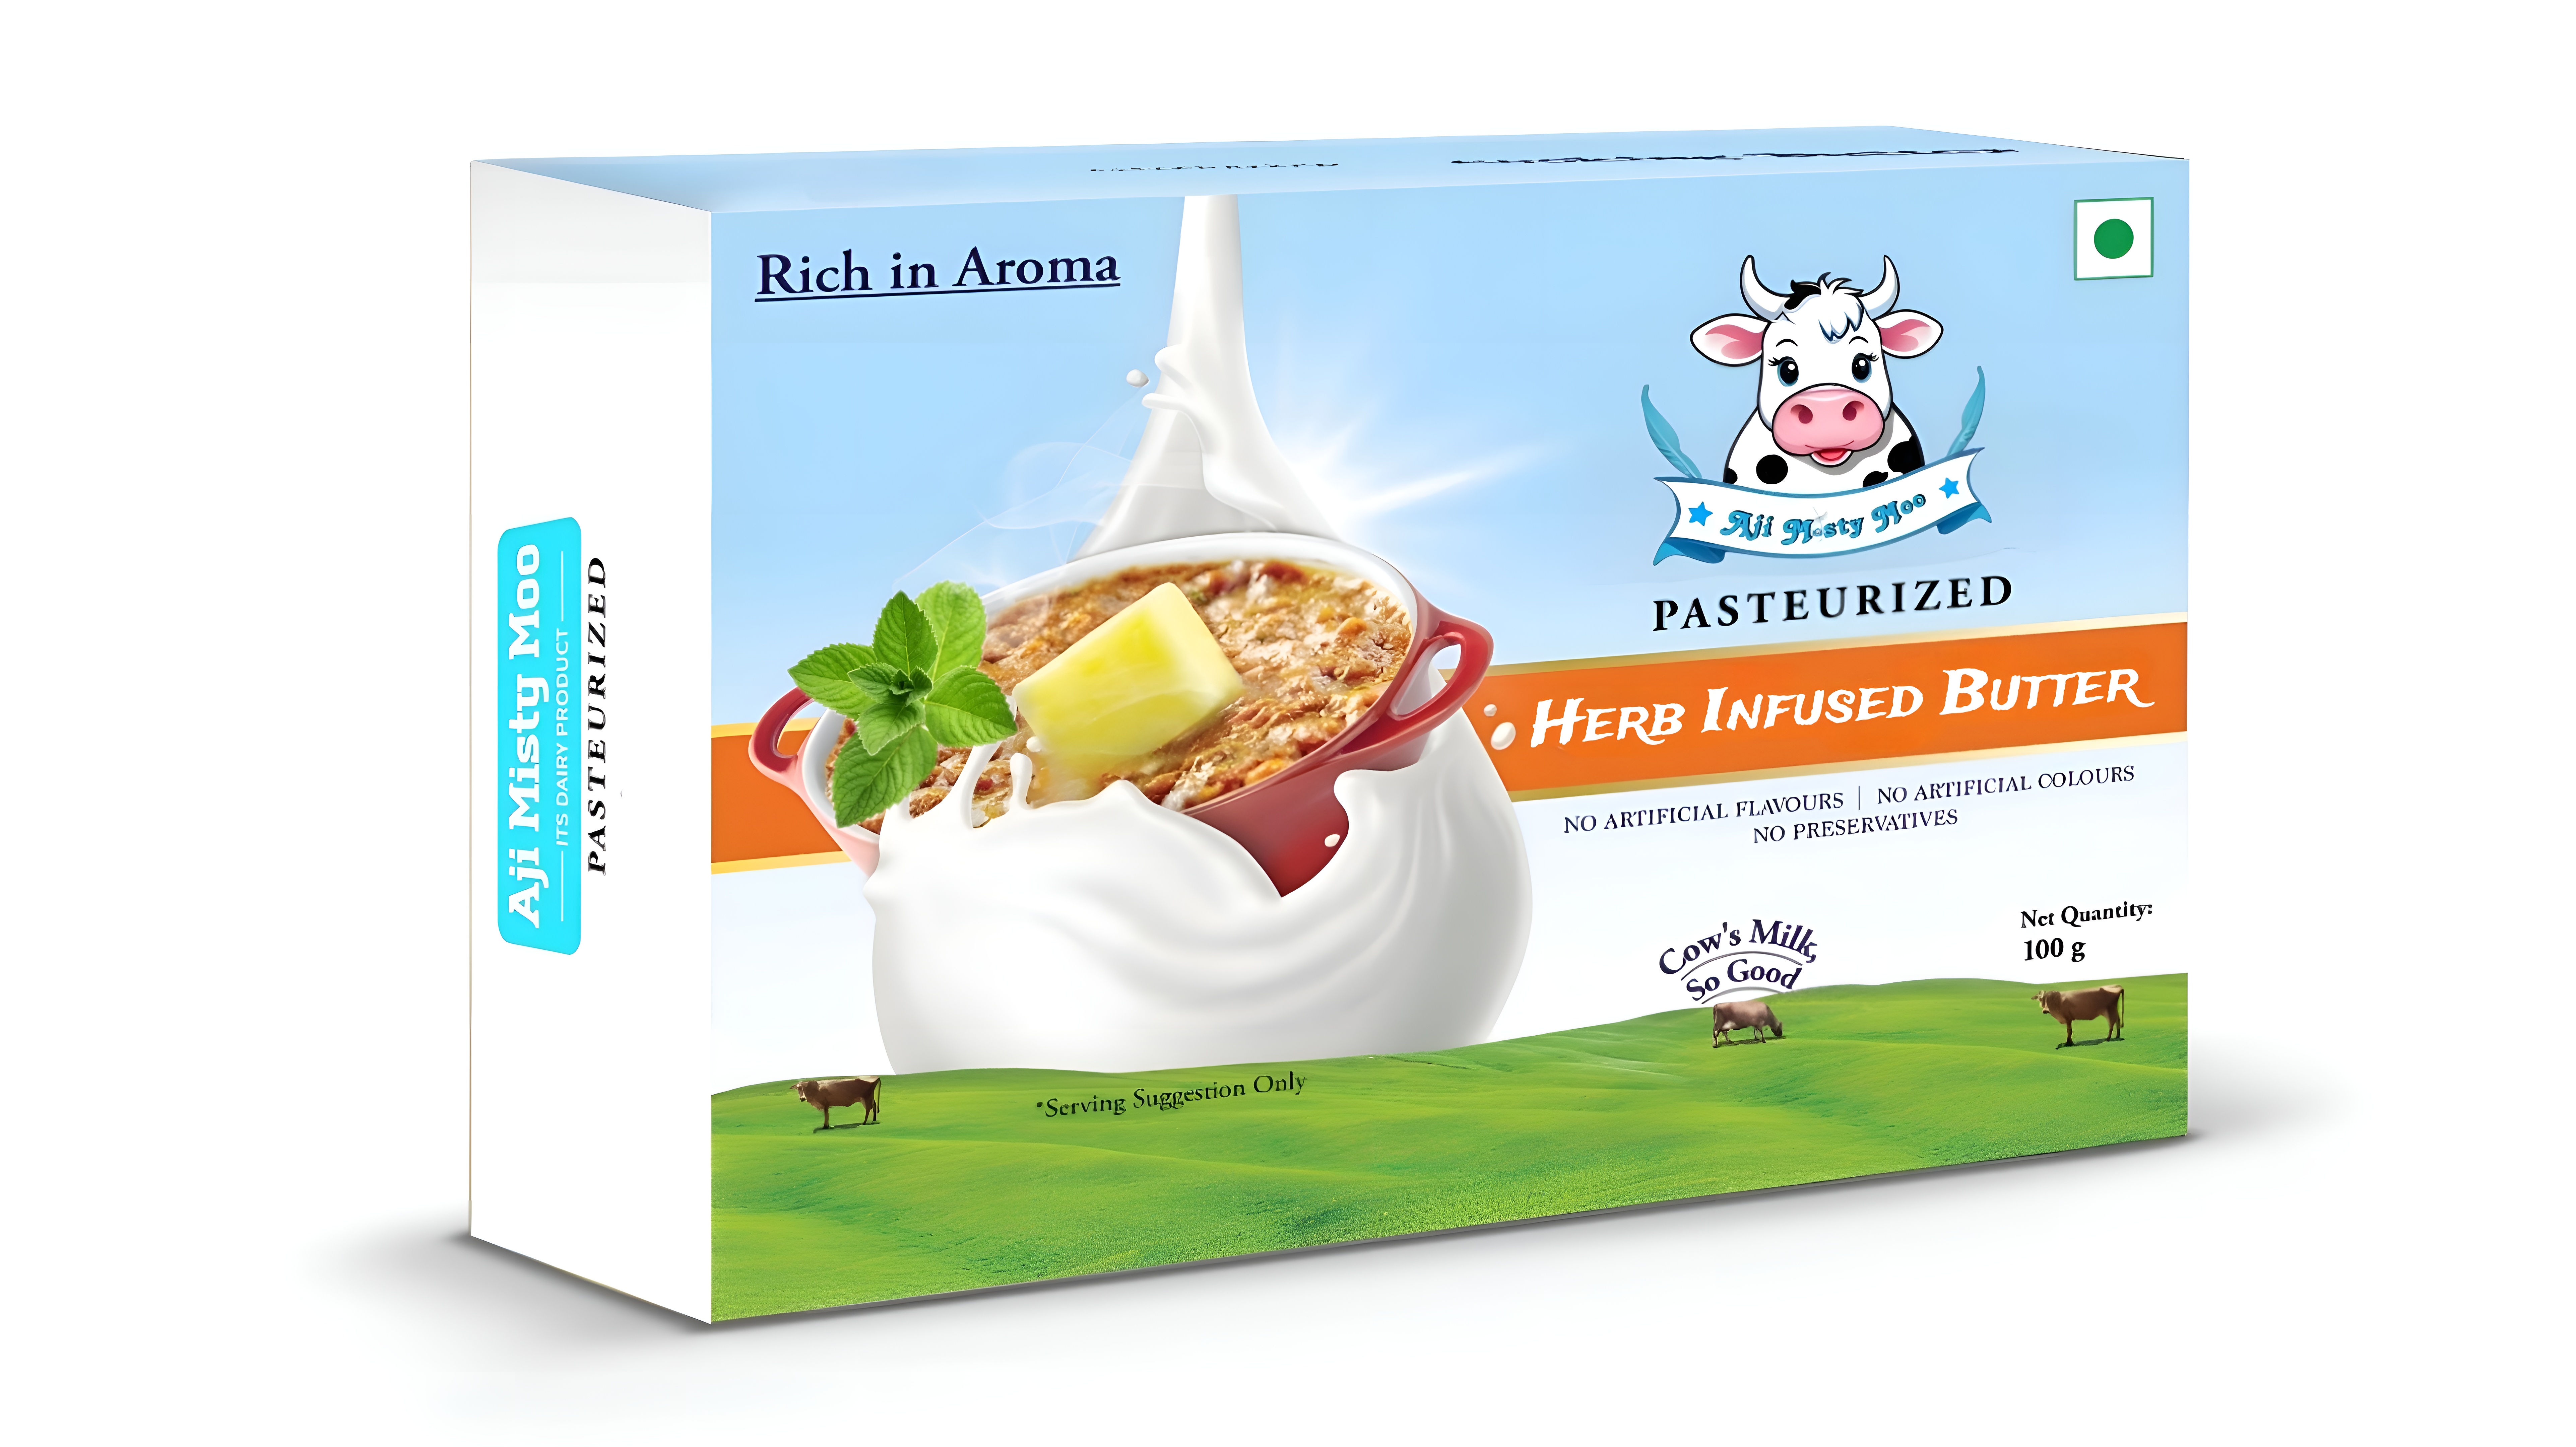 Rich in Aroma
Aji Misty Moo
PASTEURIZED
HERB INFUSED BUTTER
NO ARTIFICIAL FLAVOURS | NO ARTIFICIAL COLOURS
NO PRESERVATIVES
Cow's Milk,
So Good
Net Quantity:
100 g
*Serving Suggestion Only
Aji Misty Moo
ITS DAIRY PRODUCT
PASTEURIZED